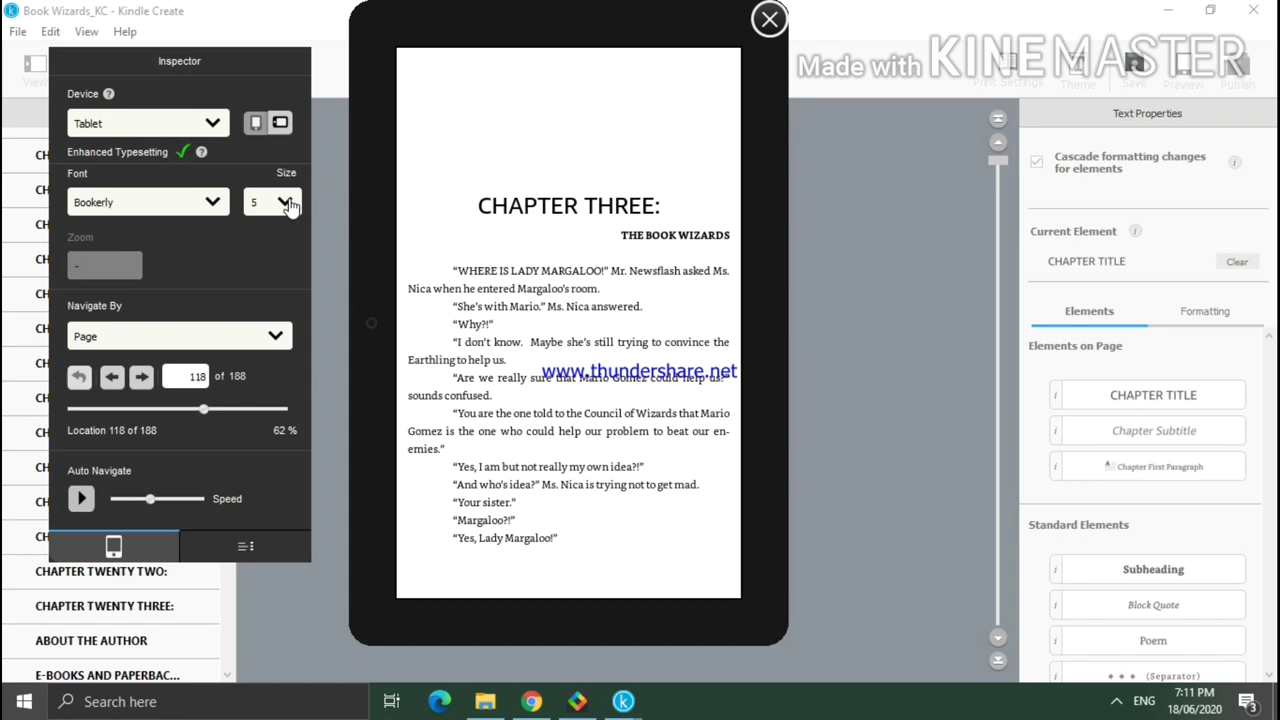 Book Wizards_KC - Kindle Create
File Edit View Help
Made with KINEMASTER
Print Settings Theme Save Preview Publish
Inspector
Device
Tablet
Enhanced Typesetting
Font Size
Bookerly 5
Zoom
-
Navigate By
Page
118 of 188
Location 118 of 188 62 %
Auto Navigate
Speed
CHAPTER TWENTY TWO:
CHAPTER TWENTY THREE:
ABOUT THE AUTHOR
E-BOOKS AND PAPERBAC...
CHAPTER THREE:
THE BOOK WIZARDS
“WHERE IS LADY MARGALOO!” Mr. Newsflash asked Ms.
Nica when he entered Margaloo’s room.
“She’s with Mario.” Ms. Nica answered.
“Why?!”
“I don’t know. Maybe she’s still trying to convince the
Earthling to help us.
www.thundershare.net
“Are we really sure that Mario Gomez could help us?”
sounds confused.
“You are the one told to the Council of Wizards that Mario
Gomez is the one who could help our problem to beat our en-
emies.”
“Yes, I am but not really my own idea?!”
“And who’s idea?” Ms. Nica is trying not to get mad.
“Your sister.”
“Margaloo?!”
“Yes, Lady Margaloo!”
Text Properties
Cascade formatting changes
for elements
Current Element
CHAPTER TITLE Clear
Elements Formatting
Elements on Page
CHAPTER TITLE
Chapter Subtitle
Chapter First Paragraph
Standard Elements
Subheading
Block Quote
Poem
(Separator)
Search here
ENG
7:11 PM
18/06/2020
3